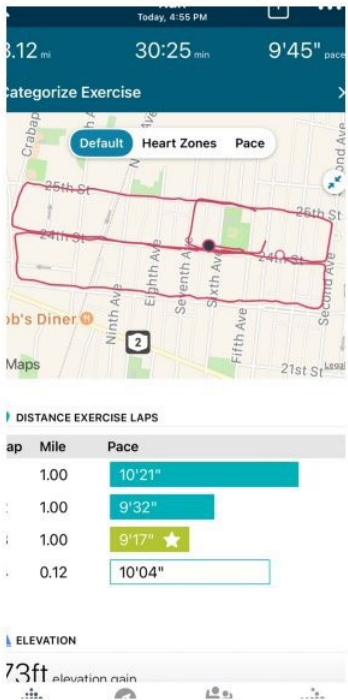 Today, 4:55 PM
3.12 mi 30:25 min 9'45" pace
Categorize Exercise
Crabap
Default Heart Zones Pace
25th St
25th St
24th St
24th St
Ninth Ave
Eighth Ave
Seventh Ave
Sixth Ave
Fifth Ave
Second Ave
ob's Diner
2
Maps
21st St
Legal
DISTANCE EXERCISE LAPS
ap Mile Pace
1.00 10'21"
1.00 9'32"
1.00 9'17"
0.12 10'04"
ELEVATION
73ft elevation gain